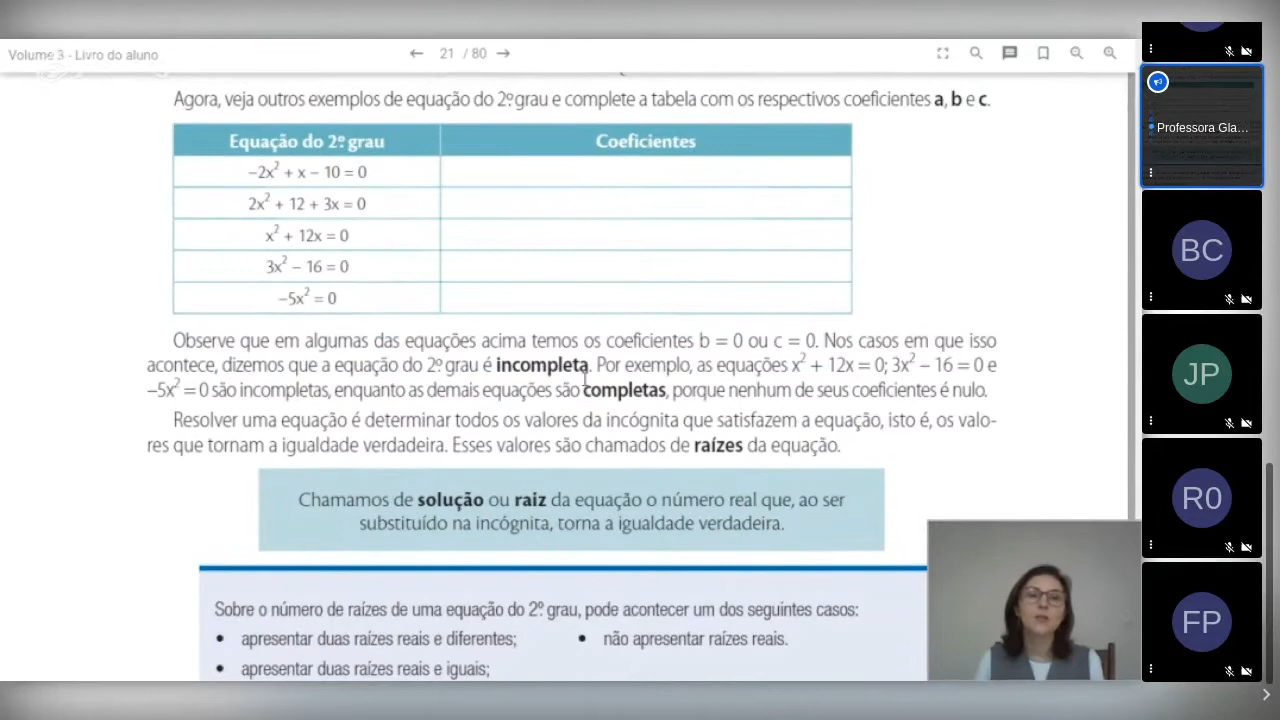 Volume 3 - Livro do aluno
21 / 80
Agora, veja outros exemplos de equação do 2º grau e complete a tabela com os respectivos coeficientes a, b e c.
Equação do 2º grau Coeficientes
−2x² + x − 10 = 0
2x² + 12 + 3x = 0
x² + 12x = 0
3x² − 16 = 0
−5x² = 0
Observe que em algumas das equações acima temos os coeficientes b = 0 ou c = 0. Nos casos em que isso
acontece, dizemos que a equação do 2º grau é incompleta. Por exemplo, as equações x² + 12x = 0; 3x² − 16 = 0 e
−5x² = 0 são incompletas, enquanto as demais equações são completas, porque nenhum de seus coeficientes é nulo.
Resolver uma equação é determinar todos os valores da incógnita que satisfazem a equação, isto é, os valo-
res que tornam a igualdade verdadeira. Esses valores são chamados de raízes da equação.
Chamamos de solução ou raiz da equação o número real que, ao ser
substituído na incógnita, torna a igualdade verdadeira.
Sobre o número de raízes de uma equação do 2º grau, pode acontecer um dos seguintes casos:
• apresentar duas raízes reais e diferentes; • não apresentar raízes reais.
• apresentar duas raízes reais e iguais;
Professora Gla...
BC
JP
R0
FP